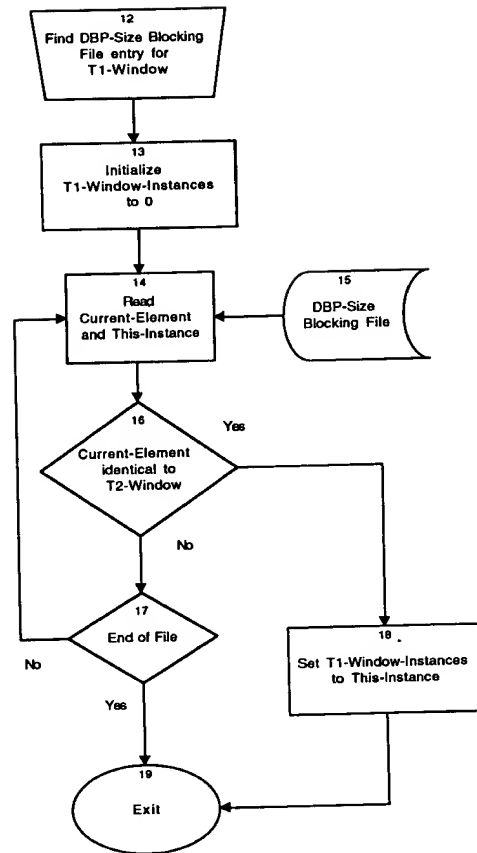 12
Find DBP-Size Blocking
File entry for
T1-Window
13
Initialize
T1-Window-Instances
to 0
14
Read
Current-Element
and This-Instance
15
DBP-Size
Blocking File
16
Current-Element
identical to
T2-Window
Yes
No
17
End of File
No
Yes
18
Set T1-Window-Instances
to This-Instance
19
Exit